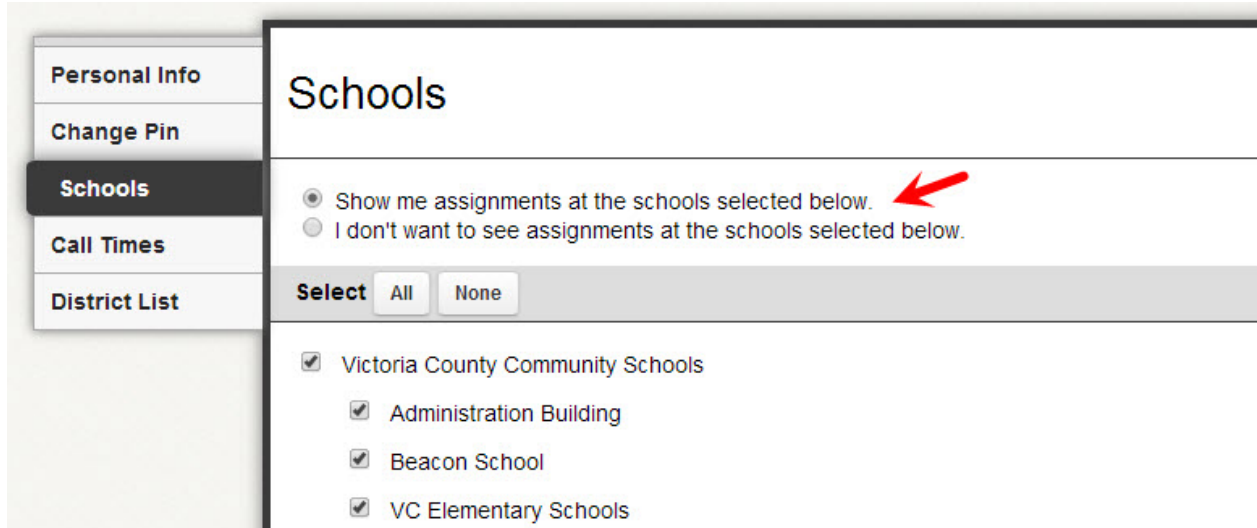 Personal Info
Change Pin
Schools
Call Times
District List
Schools
Show me assignments at the schools selected below.
I don't want to see assignments at the schools selected below.
Select All None
Victoria County Community Schools
Administration Building
Beacon School
VC Elementary Schools